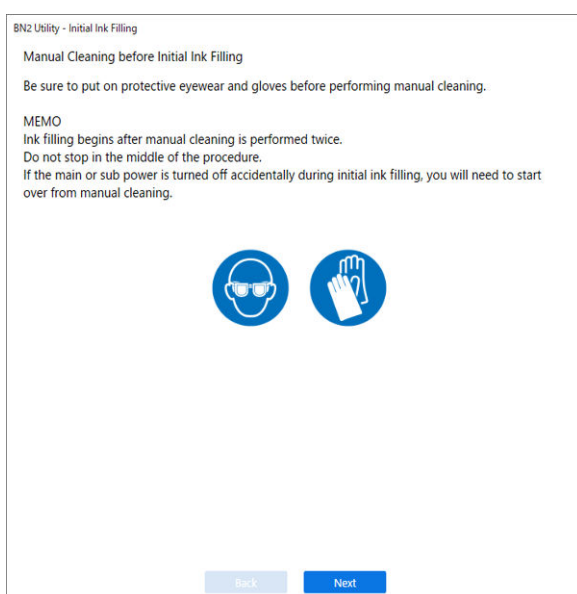 BN2 Utility - Initial Ink Filling
Manual Cleaning before Initial Ink Filling
Be sure to put on protective eyewear and gloves before performing manual cleaning.
MEMO
Ink filling begins after manual cleaning is performed twice.
Do not stop in the middle of the procedure.
If the main or sub power is turned off accidentally during initial ink filling, you will need to start
over from manual cleaning.
Back
Next